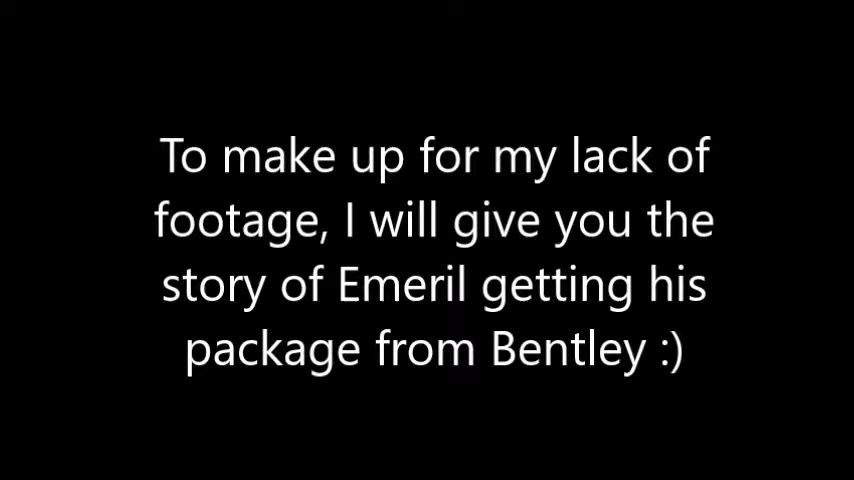 To make up for my lack of
footage, I will give you the
story of Emeril getting his
package from Bentley :)